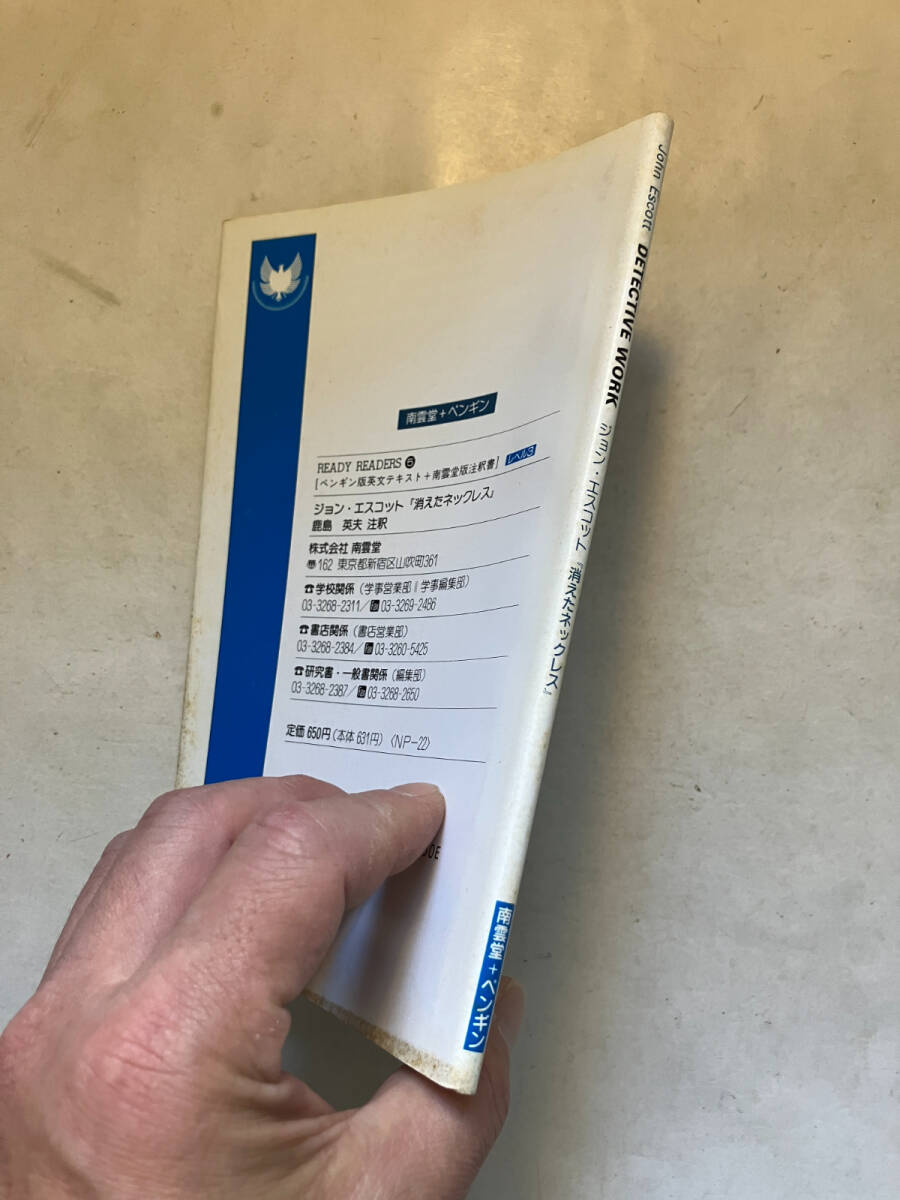 John Escott DETECTIVE WORK ジョン・エスコット『消えたネックレス』
南雲堂+ペンギン
南雲堂+ペンギン
READY READERS ❺
[ペンギン版英文テキスト+南雲堂版注釈書] レベル3
ジョン・エスコット『消えたネックレス』
鹿島 英夫 注釈
株式会社 南雲堂
〠162 東京都新宿区山吹町361
☎学校関係(学事営業部‖学事編集部)
03-3268-2311/ 03-3269-2486
☎書店関係(書店営業部)
03-3268-2384/ 03-3260-5425
☎研究書・一般書関係(編集部)
03-3268-2387/ 03-3268-2650
定価650円(本体631円)〈NP-22〉